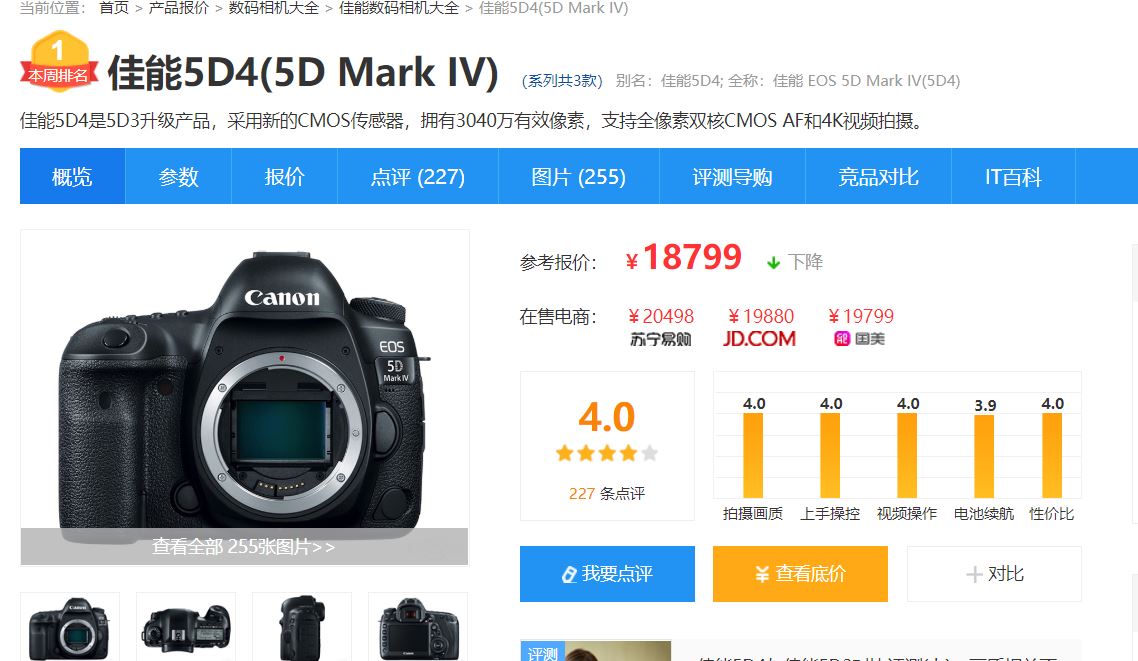 当前位置： 首页 > 产品报价 > 数码相机大全 > 佳能数码相机大全 > 佳能5D4(5D Mark IV)
1
本周排名
佳能5D4(5D Mark IV) (系列共3款) 别名：佳能5D4; 全称：佳能 EOS 5D Mark IV(5D4)
佳能5D4是5D3升级产品，采用新的CMOS传感器，拥有3040万有效像素，支持全像素双核CMOS AF和4K视频拍摄。
概览 参数 报价 点评 (227) 图片 (255) 评测导购 竞品对比 IT百科
Canon
EOS
5D
Mark IV
查看全部 255张图片>>
参考报价： ¥18799 下降
在售电商： ¥20498 ¥19880 ¥19799
苏宁易购 JD.COM 国美
4.0
227 条点评
4.0 4.0 4.0 3.9 4.0
拍摄画质 上手操控 视频操作 电池续航 性价比
我要点评 ¥查看底价 +对比
评测